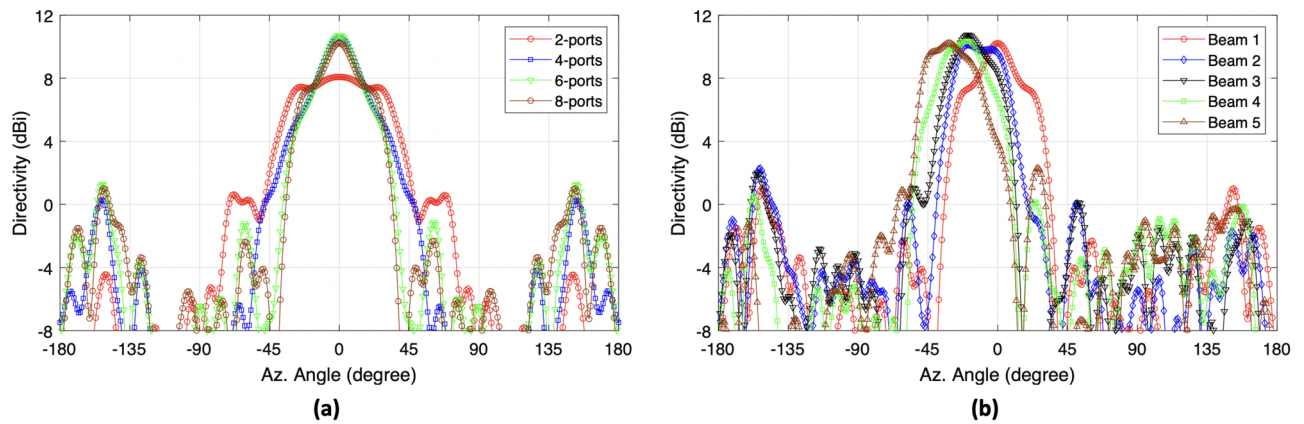 12
8
4
0
-4
-8
Directivity (dBi)
-180 -135 -90 -45 0 45 90 135 180
Az. Angle (degree)
2-ports
4-ports
6-ports
8-ports
(a)
12
8
4
0
-4
-8
Directivity (dBi)
-180 -135 -90 -45 0 45 90 135 180
Az. Angle (degree)
Beam 1
Beam 2
Beam 3
Beam 4
Beam 5
(b)